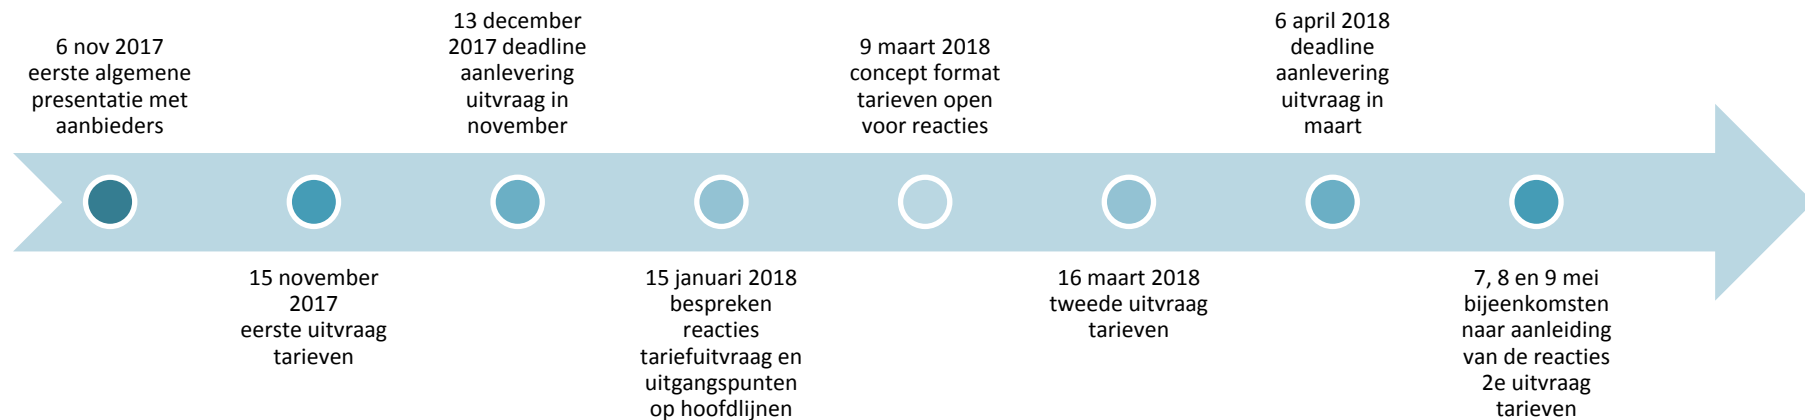 6 nov 2017
eerste algemene
presentatie met
aanbieders
15 november
2017
eerste uitvraag
tarieven
13 december
2017 deadline
aanlevering
uitvraag in
november
15 januari 2018
bespreken
reacties
tariefuitvraag en
uitgangspunten
op hoofdlijnen
9 maart 2018
concept format
tarieven open
voor reacties
16 maart 2018
tweede uitvraag
tarieven
6 april 2018
deadline
aanlevering
uitvraag in
maart
7, 8 en 9 mei
bijeenkomsten
naar aanleiding
van de reacties
2e uitvraag
tarieven